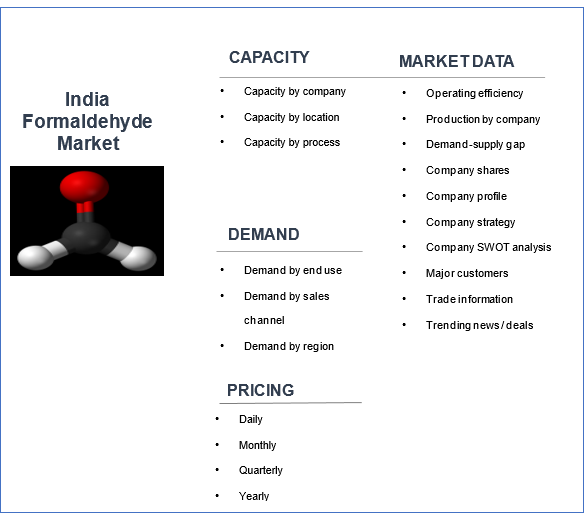 India
Formaldehyde
Market
CAPACITY
• Capacity by company
• Capacity by location
• Capacity by process
DEMAND
• Demand by end use
• Demand by sales
channel
• Demand by region
PRICING
• Daily
• Monthly
• Quarterly
• Yearly
MARKET DATA
• Operating efficiency
• Production by company
• Demand-supply gap
• Company shares
• Company profile
• Company strategy
• Company SWOT analysis
• Major customers
• Trade information
• Trending news / deals